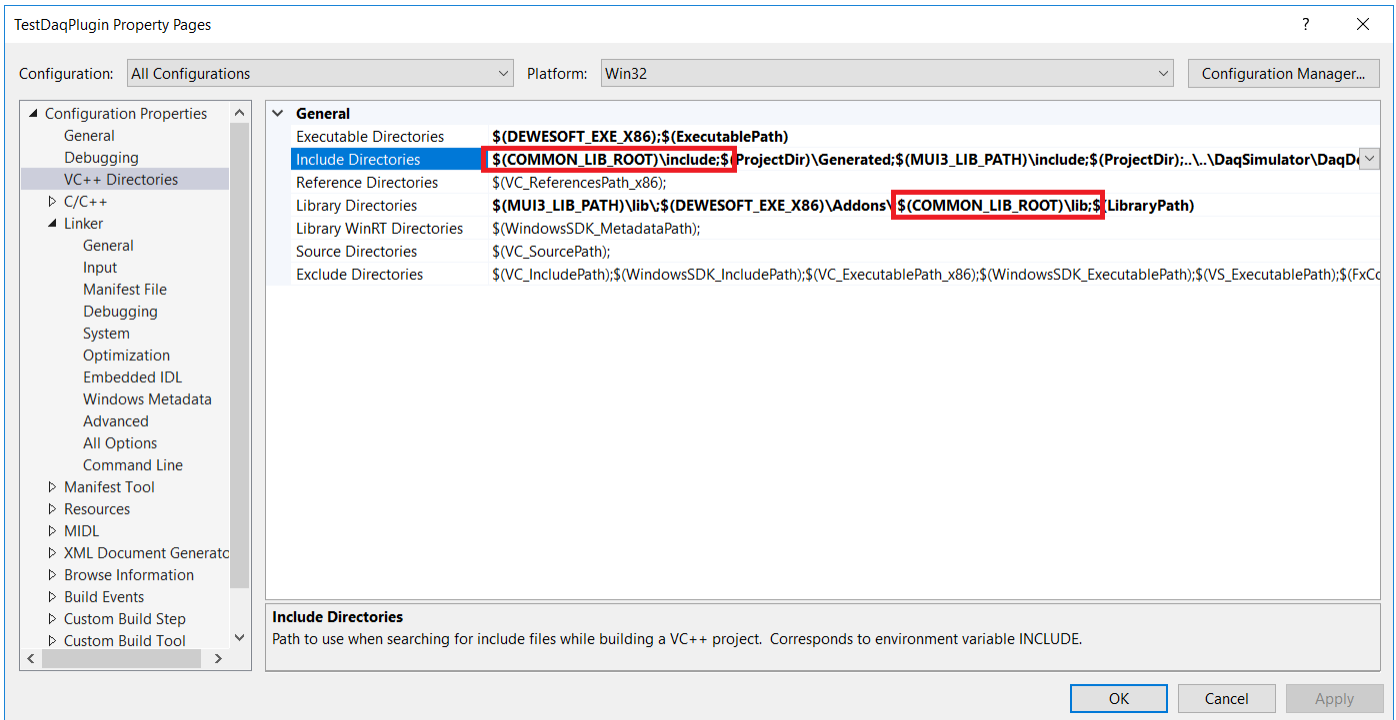 TestDaqPlugin Property Pages
Configuration: All Configurations Platform: Win32 Configuration Manager...
Configuration Properties
General
Debugging
VC++ Directories
C/C++
Linker
General
Input
Manifest File
Debugging
System
Optimization
Embedded IDL
Windows Metadata
Advanced
All Options
Command Line
Manifest Tool
Resources
MIDL
XML Document Generato
Browse Information
Build Events
Custom Build Step
Custom Build Tool
General
Executable Directories $(DEWESOFT_EXE_X86);$(ExecutablePath)
Include Directories $(COMMON_LIB_ROOT)\include;$(ProjectDir)\Generated;$(MUI3_LIB_PATH)\include;$(ProjectDir);..\..\DaqSimulator\DaqDe
Reference Directories $(VC_ReferencesPath_x86);
Library Directories $(MUI3_LIB_PATH)\lib\;$(DEWESOFT_EXE_X86)\Addons\$(COMMON_LIB_ROOT)\lib;$(LibraryPath)
Library WinRT Directories $(WindowsSDK_MetadataPath);
Source Directories $(VC_SourcePath);
Exclude Directories $(VC_IncludePath);$(WindowsSDK_IncludePath);$(VC_ExecutablePath_x86);$(WindowsSDK_ExecutablePath);$(VS_ExecutablePath);$(FxCo
Include Directories
Path to use when searching for include files while building a VC++ project. Corresponds to environment variable INCLUDE.
OK Cancel Apply